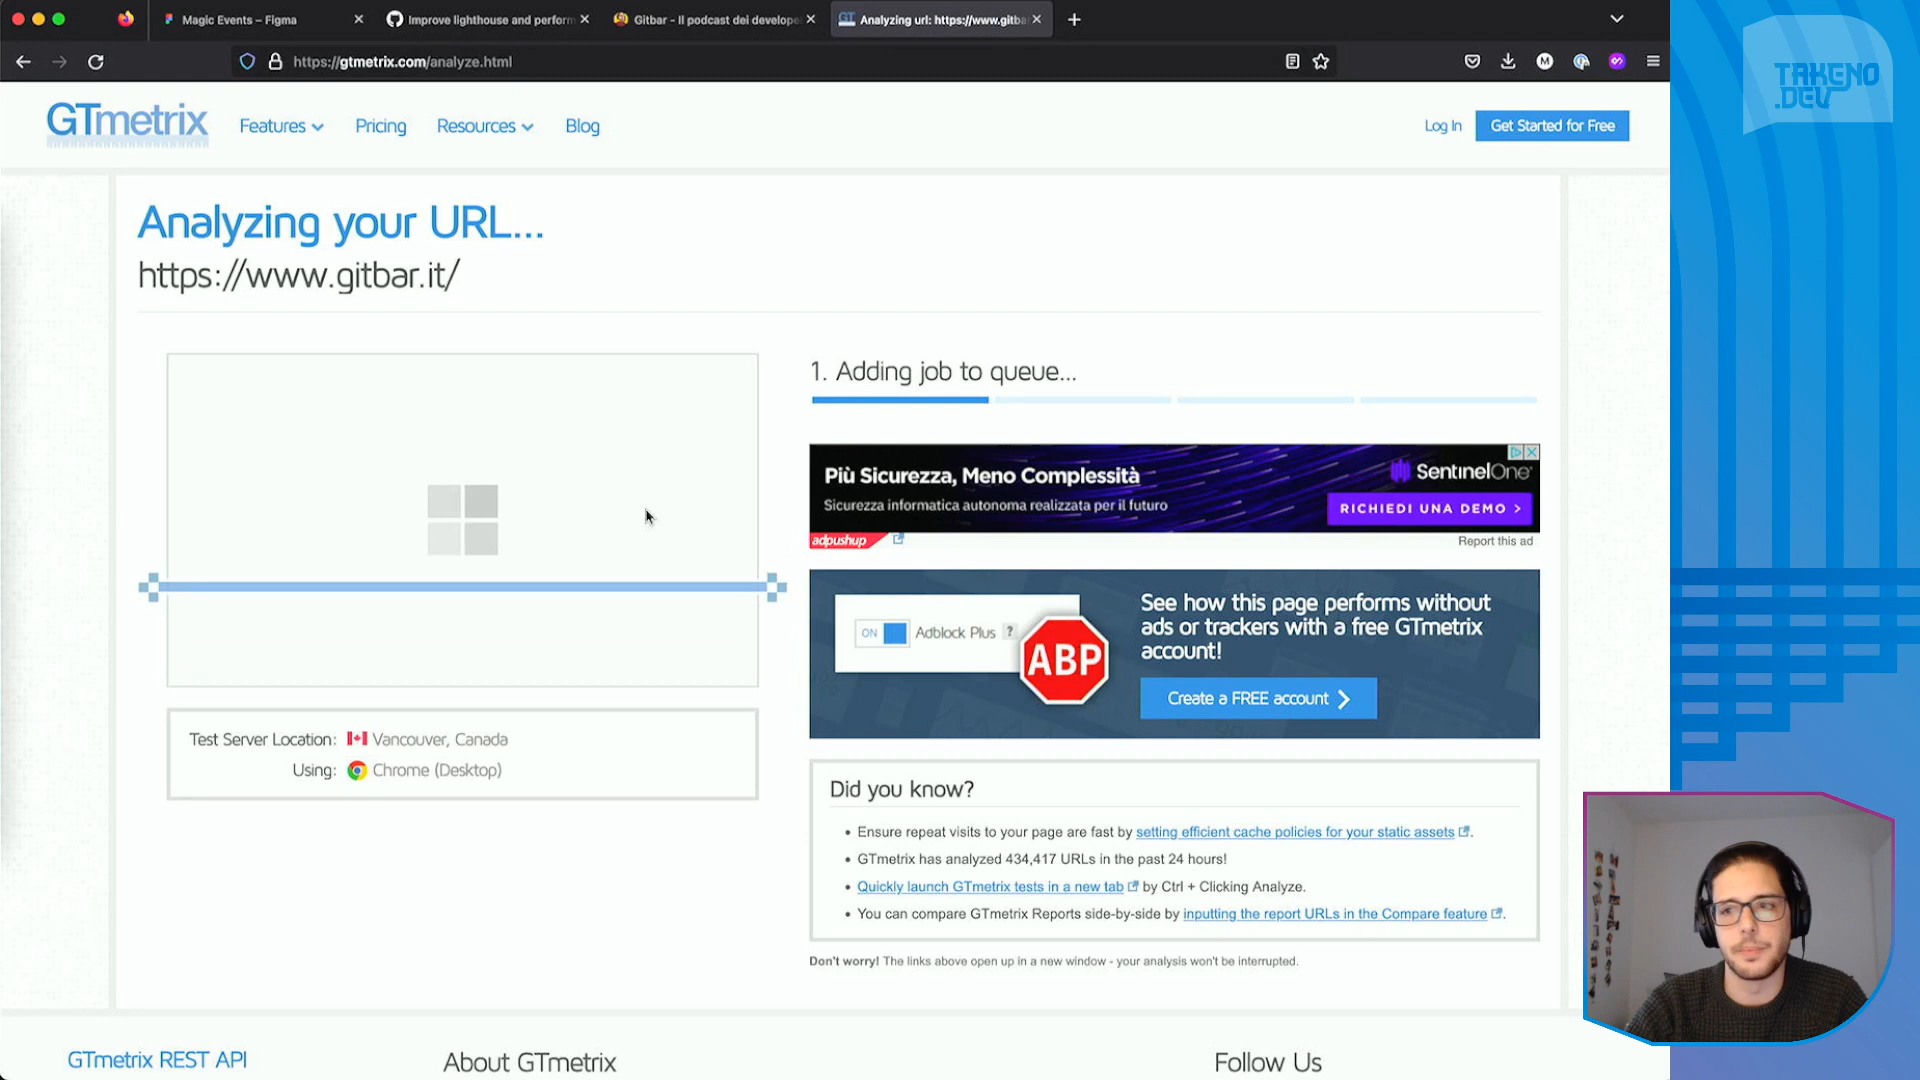 Magic Events – Figma
Improve lighthouse and perform
Gitbar - Il podcast dei develope
GT Analyzing url: https://www.gitba
https://gtmetrix.com/analyze.html
TAKENO
.DEV
GTmetrix
Features
Pricing
Resources
Blog
Log In
Get Started for Free
Analyzing your URL...
https://www.gitbar.it/
1. Adding job to queue...
Più Sicurezza, Meno Complessità
Sicurezza informatica autonoma realizzata per il futuro
SentinelOne
RICHIEDI UNA DEMO >
adpushup
Report this ad
ON
Adblock Plus ?
ABP
See how this page performs without
ads or trackers with a free GTmetrix
account!
Create a FREE account
Test Server Location: Vancouver, Canada
Using: Chrome (Desktop)
Did you know?
• Ensure repeat visits to your page are fast by setting efficient cache policies for your static assets.
• GTmetrix has analyzed 434,417 URLs in the past 24 hours!
• Quickly launch GTmetrix tests in a new tab by Ctrl + Clicking Analyze.
• You can compare GTmetrix Reports side-by-side by inputting the report URLs in the Compare feature.
Don't worry! The links above open up in a new window - your analysis won't be interrupted.
GTmetrix REST API
About GTmetrix
Follow Us